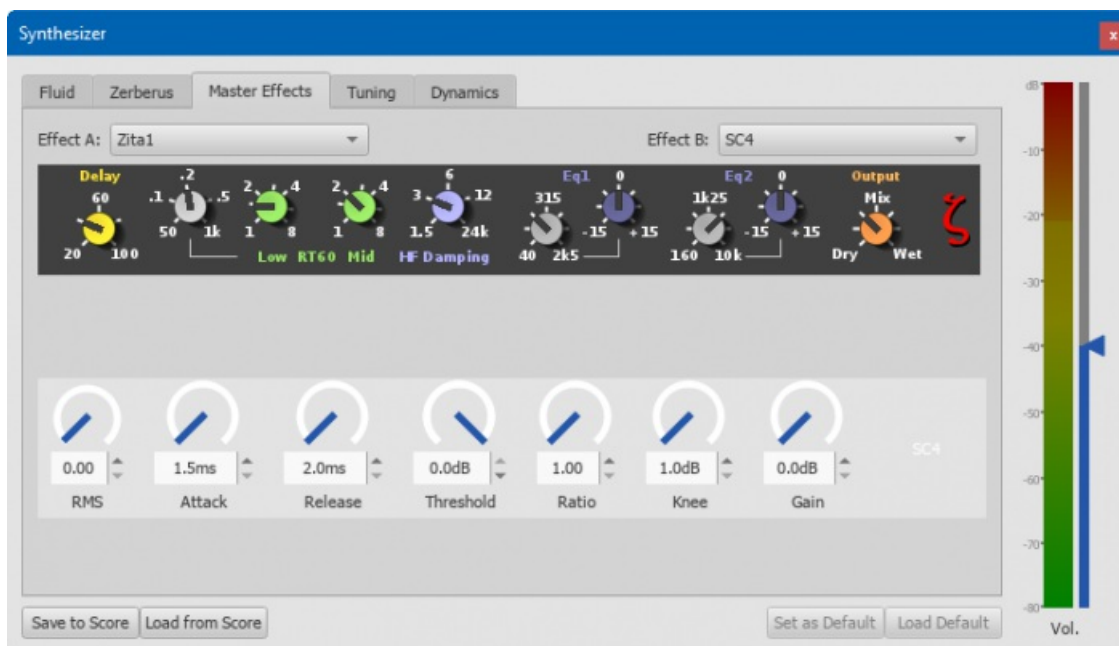 Synthesizer
x
Fluid Zerberus Master Effects Tuning Dynamics
Effect A: Zita1 Effect B: SC4
Delay .2 6 Eq1 0 Eq2 0 Output
60 .1 .5 2 4 2 4 3 12 315 1k25 Mix
50 1k 1 8 1 8 1.5 24k -15 +15 -15 +15
20 100 Low RT60 Mid HF Damping 40 2k5 160 10k Dry Wet
ζ
0.00 1.5ms 2.0ms 0.0dB 1.00 1.0dB 0.0dB SC4
RMS Attack Release Threshold Ratio Knee Gain
Save to Score Load from Score Set as Default Load Default
dB
-10
-20
-30
-40
-50
-60
-70
-80
Vol.